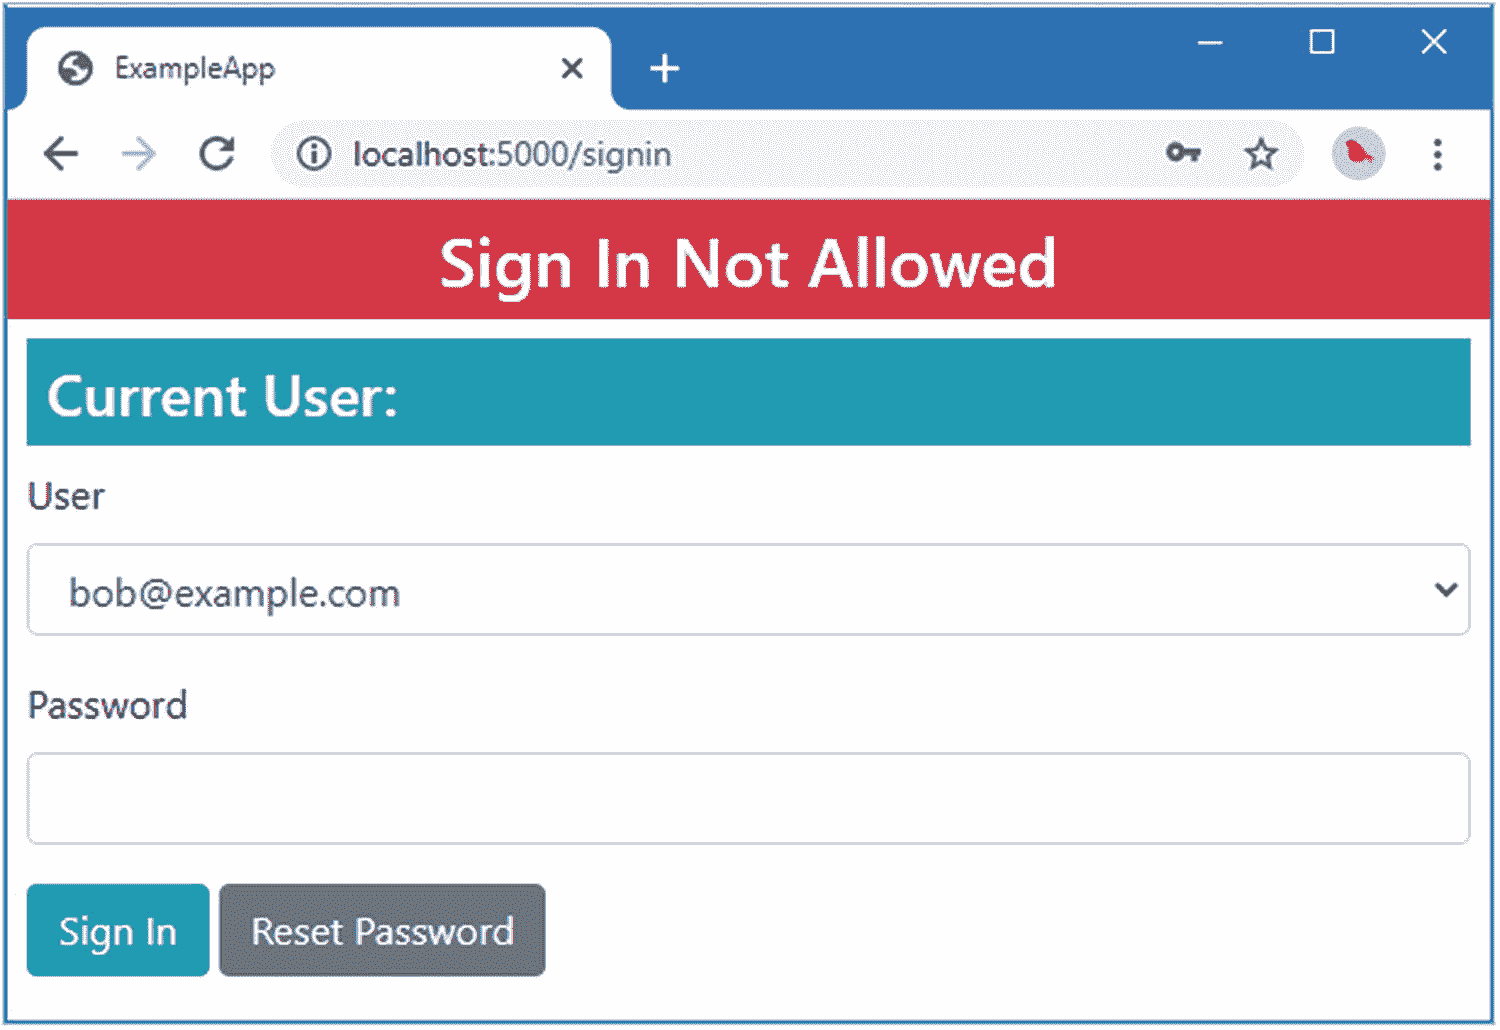 ExampleApp
localhost:5000/signin
Sign In Not Allowed
Current User:
User
bob@example.com
Password
Sign In Reset Password